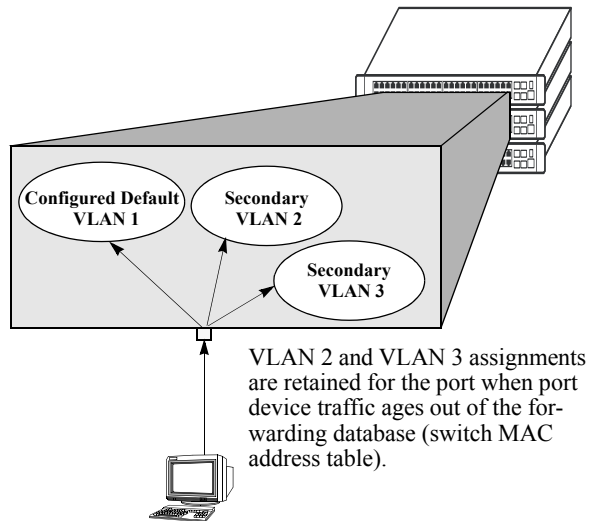 Configured Default
VLAN 1
Secondary
VLAN 2
Secondary
VLAN 3
VLAN 2 and VLAN 3 assignments
are retained for the port when port
device traffic ages out of the for-
warding database (switch MAC
address table).